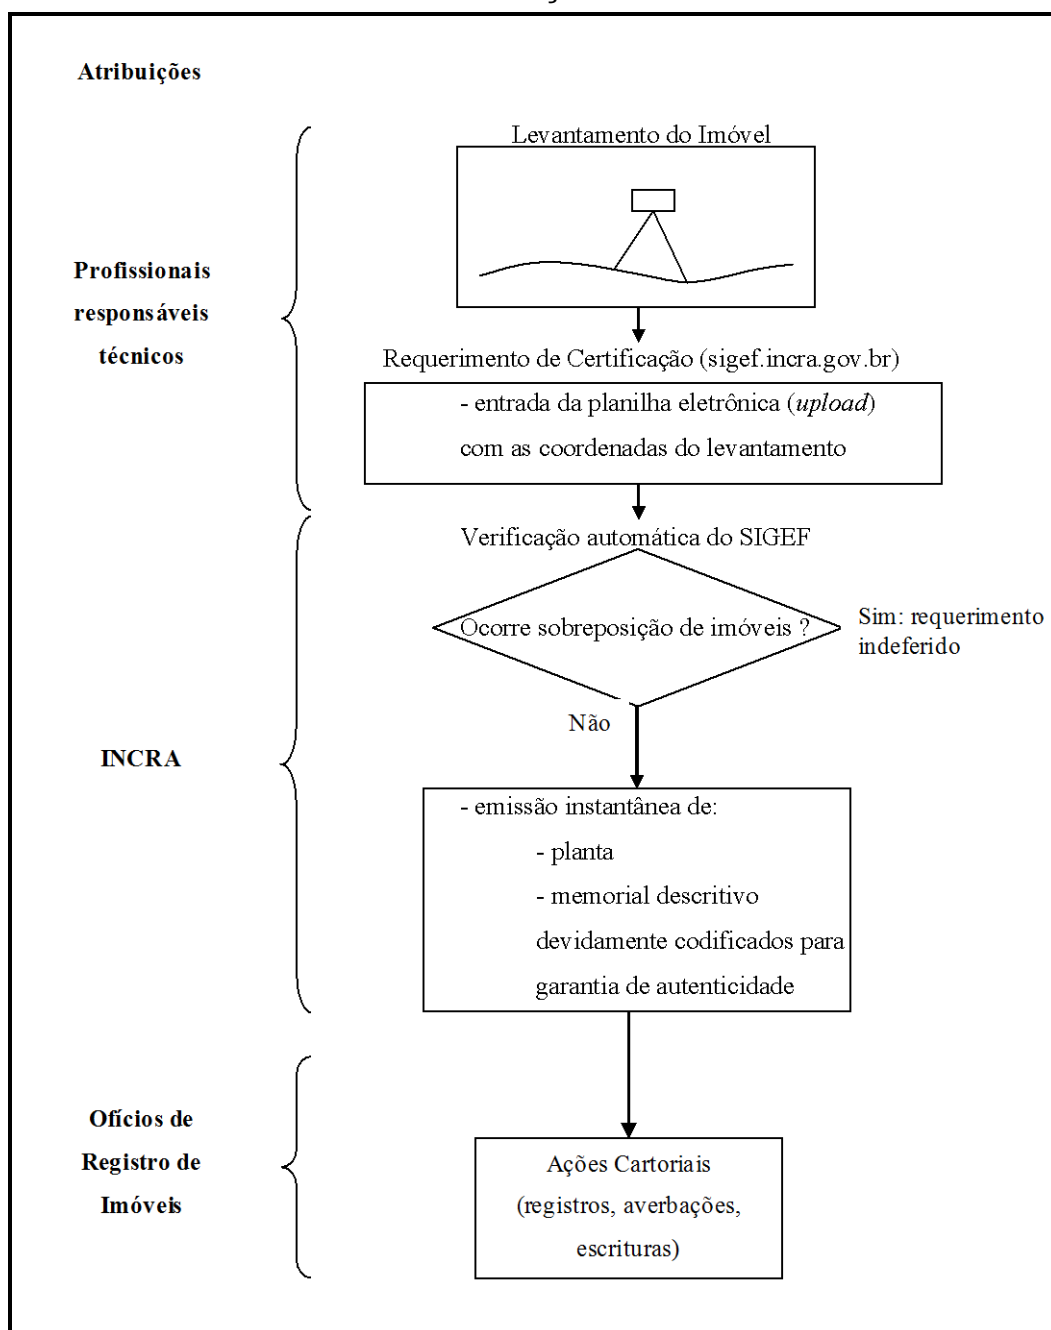 Atribuições
Levantamento do Imóvel
Profissionais
responsáveis
técnicos
Requerimento de Certificação (sigef.incra.gov.br)
- entrada da planilha eletrônica (upload)
com as coordenadas do levantamento
Verificação automática do SIGEF
Ocorre sobreposição de imóveis ?
Sim: requerimento
indeferido
Não
INCRA
- emissão instantânea de:
- planta
- memorial descritivo
devidamente codificados para
garantia de autenticidade
Ofícios de
Registro de
Imóveis
Ações Cartoriais
(registros, averbações,
escrituras)